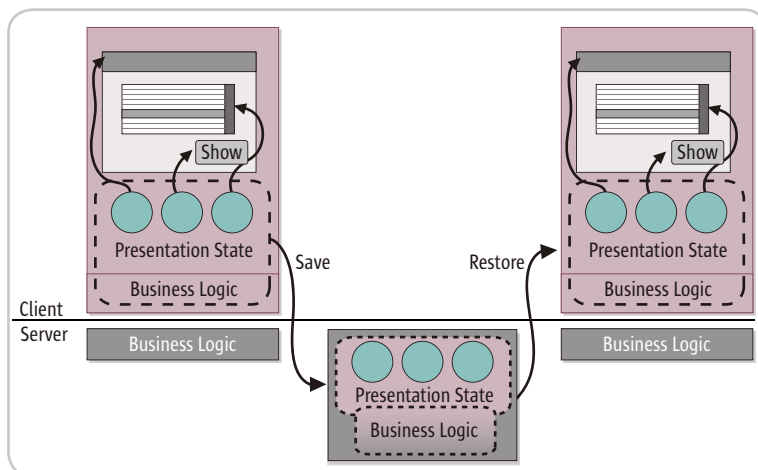 Show
Presentation State
Business Logic
Client
Server
Business Logic
Save
Presentation State
Business Logic
Restore
Show
Presentation State
Business Logic
Business Logic